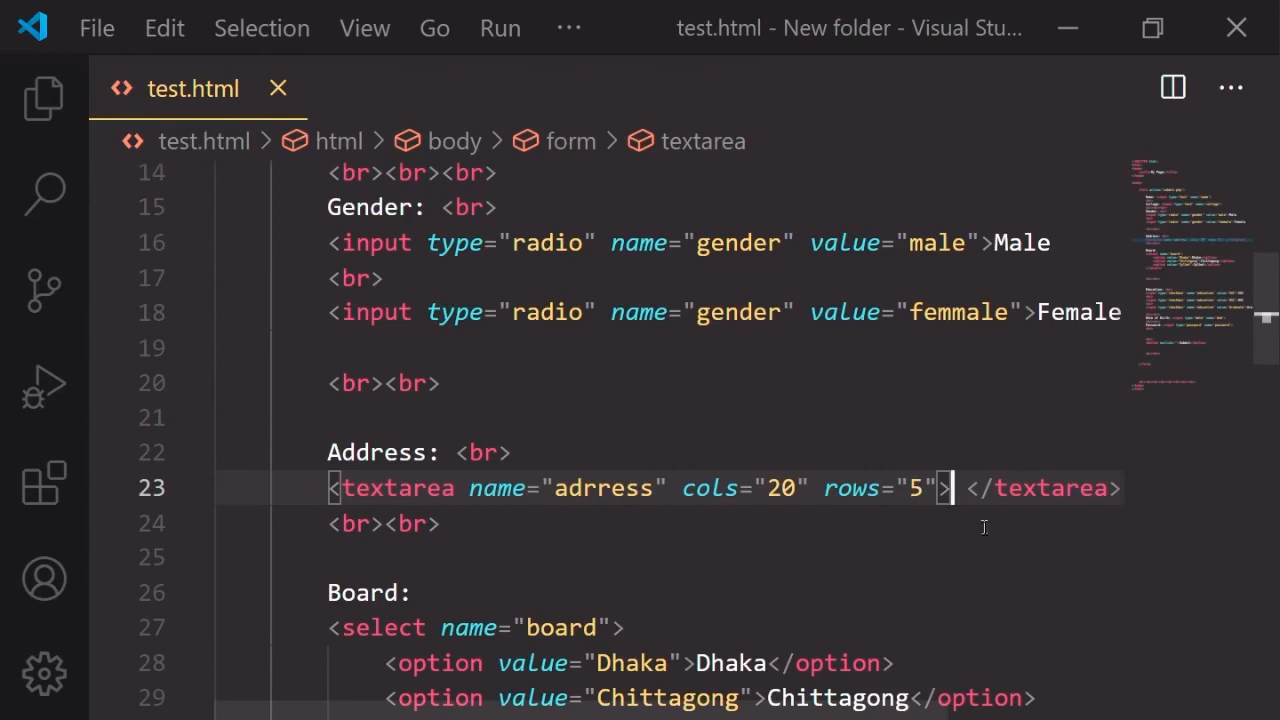 File Edit Selection View Go Run ··· test.html - New folder - Visual Stu...
test.html
test.html > html > body > form > textarea
14 <br><br><br>
15 Gender: <br>
16 <input type="radio" name="gender" value="male">Male
17 <br>
18 <input type="radio" name="gender" value="femmale">Female
19
20 <br><br>
21
22 Address: <br>
23 <textarea name="adrress" cols="20" rows="5"> </textarea>
24 <br><br>
25
26 Board:
27 <select name="board">
28 <option value="Dhaka">Dhaka</option>
29 <option value="Chittagong">Chittagong</option>